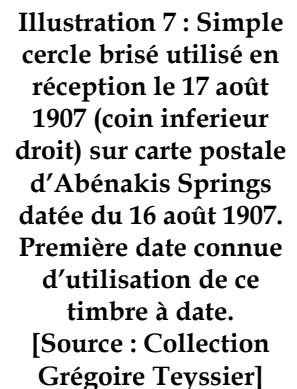 Illustration 7 : Simple
cercle brisé utilisé en
réception le 17 août
1907 (coin inferieur
droit) sur carte postale
d’Abénakis Springs
datée du 16 août 1907.
Première date connue
d’utilisation de ce
timbre à date.
[Source : Collection
Grégoire Teyssier]